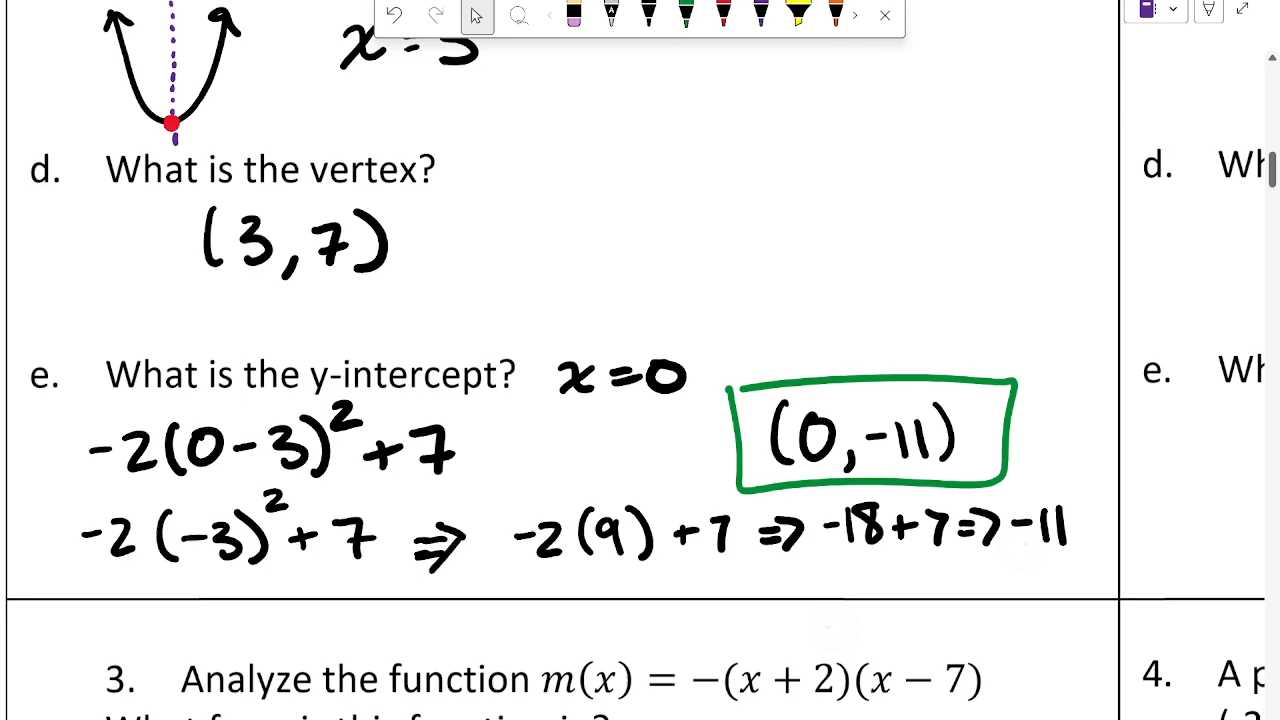 x = 3
d. What is the vertex?
(3, 7)
e. What is the y-intercept? x = 0
-2(0-3)² + 7
(0, -11)
-2(-3)² + 7 ⇒ -2(9) + 7 ⇒ -18 + 7 ⇒ -11
3. Analyze the function m(x) = −(x + 2)(x − 7)
d. Wh
e. Wh
4. A p